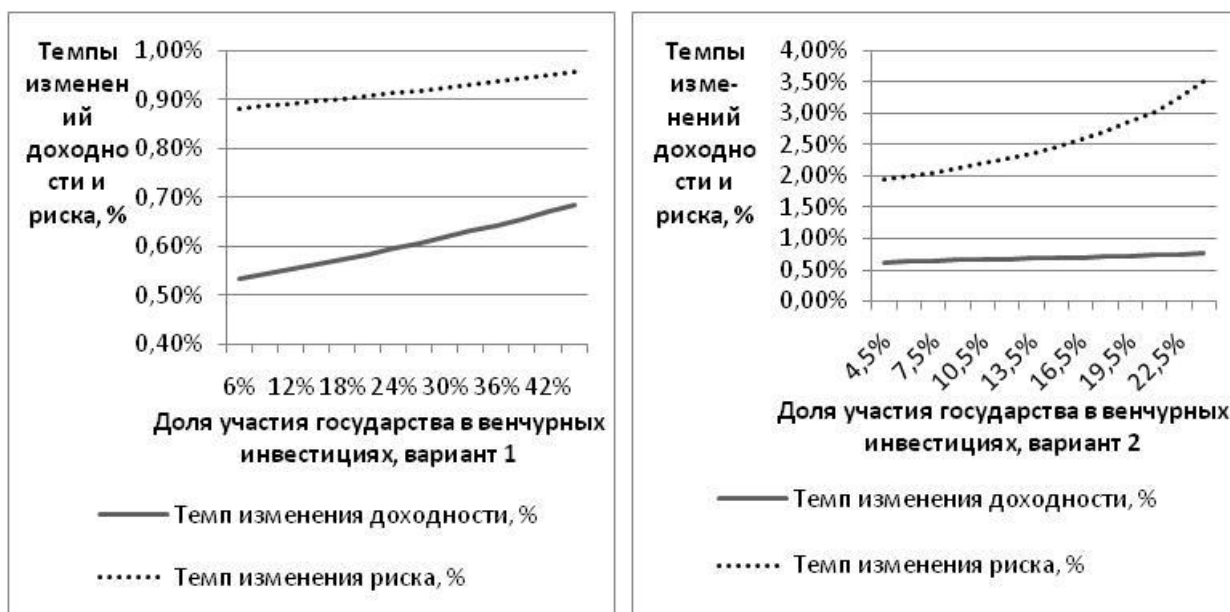 Темпы
изменен
ий
доходно
сти и
риска, %
1,00%
0,90%
0,80%
0,70%
0,60%
0,50%
0,40%
6% 12% 18% 24% 30% 36% 42%
Доля участия государства в венчурных
инвестициях, вариант 1
Темп изменения доходности, %
Темп изменения риска, %
Темпы
изме-
нений
доходно
сти и
риска, %
4,00%
3,50%
3,00%
2,50%
2,00%
1,50%
1,00%
0,50%
0,00%
4,5% 7,5% 10,5% 13,5% 16,5% 19,5% 22,5%
Доля участия государства в венчурных
инвестициях, вариант 2
Темп изменения доходности, %
Темп изменения риска, %